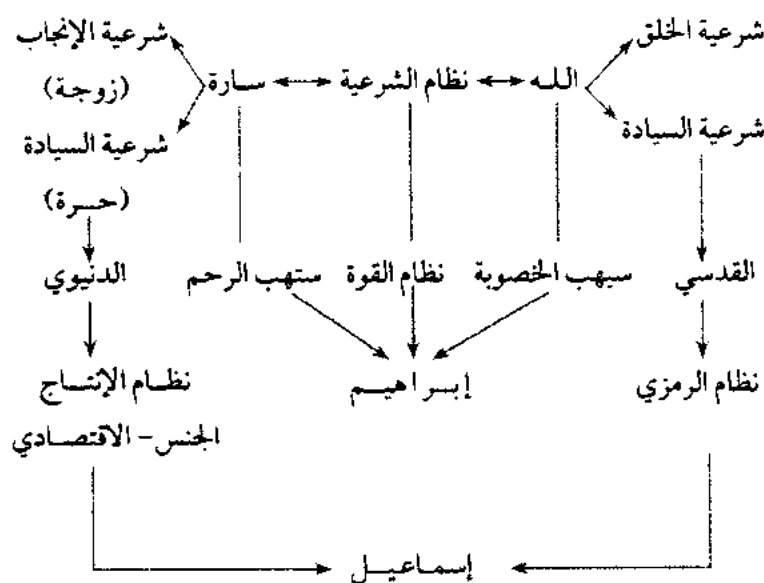 شرعية الخلق
شرعية الإنجاب
الله
نظام الشرعية
سارة
(زوجة)
شرعية السيادة
شرعية السيادة
(حرة)
القدسي
سيهب الخصوبة
نظام القوة
ستهب الرحم
الدنيوي
نظام الرمزي
إبراهيم
نظام الإنتاج
الجنس - الاقتصادي
إسماعيل